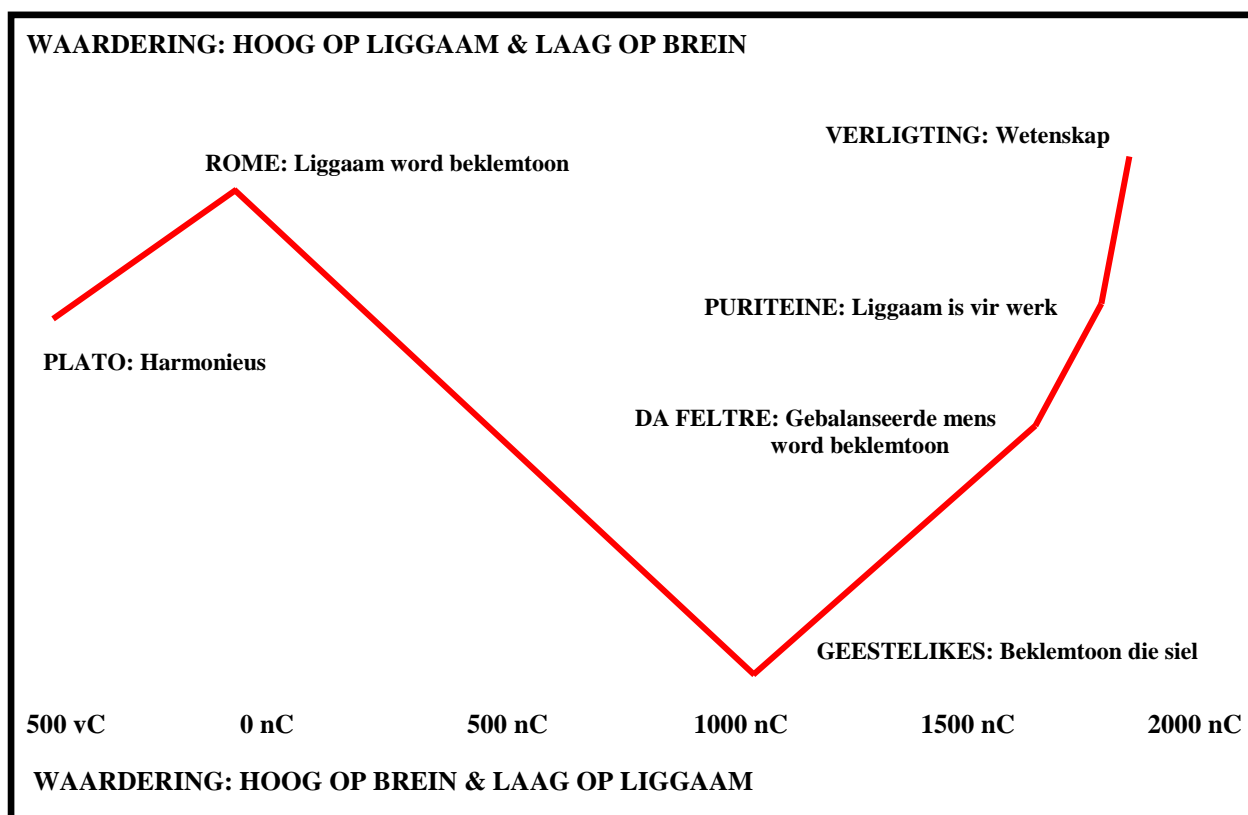 WAARDERING: HOOG OP LIGGAAM & LAAG OP BREIN
VERLIGTING: Wetenskap
ROME: Liggaam word beklemtoon
PURITEINE: Liggaam is vir werk
PLATO: Harmonieus
DA FELTRE: Gebalanseerde mens
word beklemtoon
GEESTELIKES: Beklemtoon die siel
500 vC 0 nC 500 nC 1000 nC 1500 nC 2000 nC
WAARDERING: HOOG OP BREIN & LAAG OP LIGGAAM